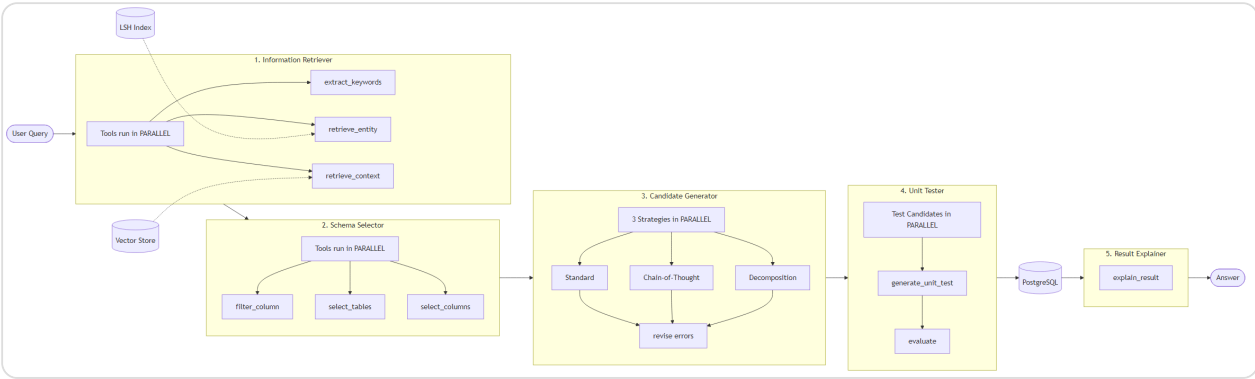 LSH Index
1. Information Retriever
extract_keywords
User Query
Tools run in PARALLEL
retrieve_entity
retrieve_context
Vector Store
2. Schema Selector
Tools run in PARALLEL
filter_column
select_tables
select_columns
3. Candidate Generator
3 Strategies in PARALLEL
Standard
Chain-of-Thought
Decomposition
revise errors
4. Unit Tester
Test Candidates in
PARALLEL
generate_unit_test
evaluate
PostgreSQL
5. Result Explainer
explain_result
Answer